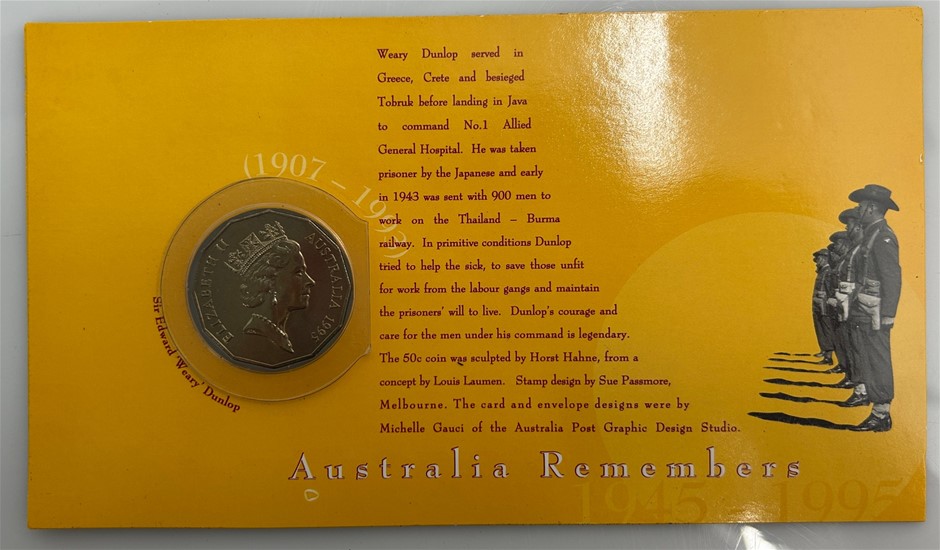 Weary Dunlop served in
Greece, Crete and besieged
Tobruk before landing in Java
to command No.1 Allied
General Hospital. He was taken
prisoner by the Japanese and early
in 1943 was sent with 900 men to
work on the Thailand – Burma
railway. In primitive conditions Dunlop
tried to help the sick, to save those unfit
for work from the labour gangs and maintain
the prisoners' will to live. Dunlop's courage and
care for the men under his command is legendary.
The 50c coin was sculpted by Horst Hahne, from a
concept by Louis Laumen. Stamp design by Sue Passmore,
Melbourne. The card and envelope designs were by
Michelle Gauci of the Australia Post Graphic Design Studio.
(1907 – 1993)
ELIZABETH II AUSTRALIA 1995
Sir Edward 'Weary' Dunlop
Australia Remembers
1945 – 1995